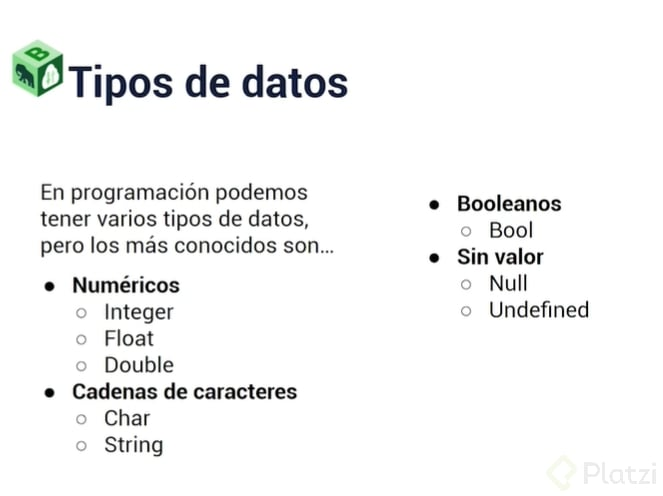 B
Tipos de datos
En programación podemos
tener varios tipos de datos,
pero los más conocidos son...
● Numéricos
○ Integer
○ Float
○ Double
● Cadenas de caracteres
○ Char
○ String
● Booleanos
○ Bool
● Sin valor
○ Null
○ Undefined
Platzi